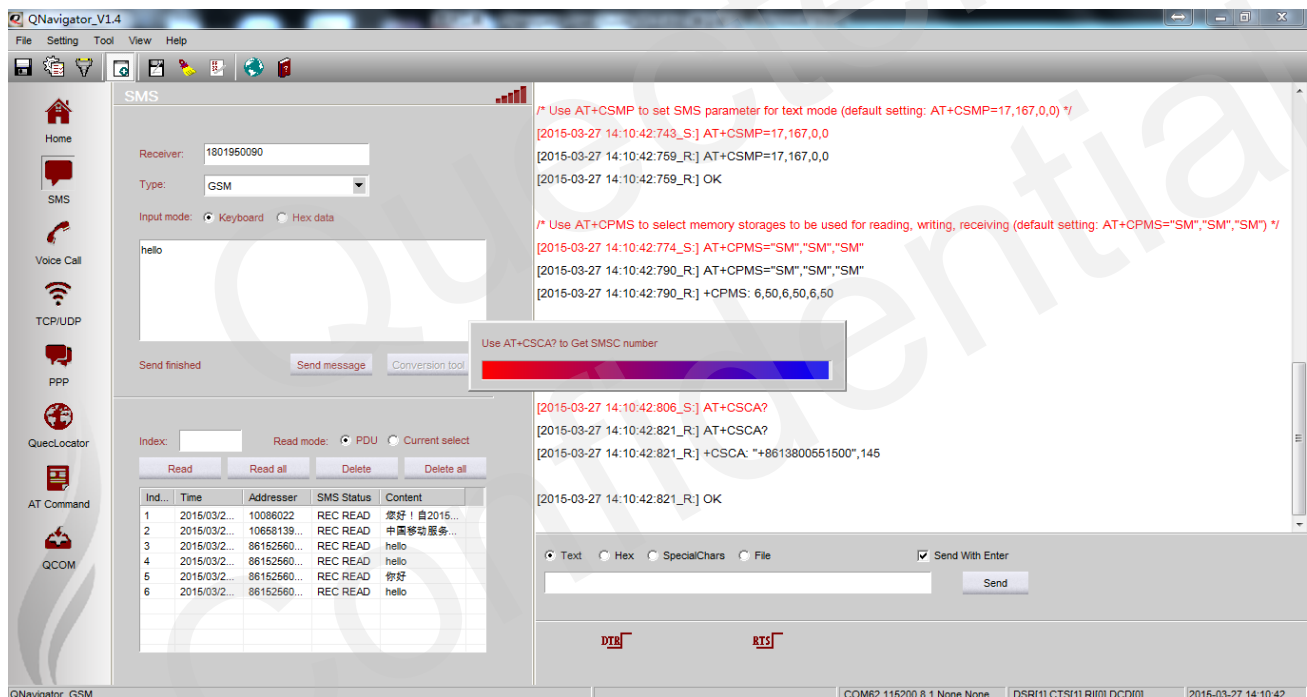 QNavigator_V1.4
File Setting Tool View Help
Home
SMS
Voice Call
TCP/UDP
PPP
QuecLocator
AT Command
QCOM
SMS
Receiver: 1801950090
Type: GSM
Input mode: Keyboard Hex data
hello
Send finished Send message Conversion tool
Index: Read mode: PDU Current select
Read Read all Delete Delete all
Ind... Time Addresser SMS Status Content
1 2015/03/2... 10086022 REC READ 您好！自2015...
2 2015/03/2... 10658139... REC READ 中国移动服务...
3 2015/03/2... 86152560... REC READ hello
4 2015/03/2... 86152560... REC READ hello
5 2015/03/2... 86152560... REC READ 你好
6 2015/03/2... 86152560... REC READ hello
/* Use AT+CSMP to set SMS parameter for text mode (default setting: AT+CSMP=17,167,0,0) */
[2015-03-27 14:10:42:743_S:] AT+CSMP=17,167,0,0
[2015-03-27 14:10:42:759_R:] AT+CSMP=17,167,0,0
[2015-03-27 14:10:42:759_R:] OK
/* Use AT+CPMS to select memory storages to be used for reading, writing, receiving (default setting: AT+CPMS="SM","SM","SM") */
[2015-03-27 14:10:42:774_S:] AT+CPMS="SM","SM","SM"
[2015-03-27 14:10:42:790_R:] AT+CPMS="SM","SM","SM"
[2015-03-27 14:10:42:790_R:] +CPMS: 6,50,6,50,6,50
Use AT+CSCA? to Get SMSC number
[2015-03-27 14:10:42:806_S:] AT+CSCA?
[2015-03-27 14:10:42:821_R:] AT+CSCA?
[2015-03-27 14:10:42:821_R:] +CSCA: "+8613800551500",145
[2015-03-27 14:10:42:821_R:] OK
Text Hex SpecialChars File Send With Enter
Send
DTR RTS
QNavigator_GSM COM62,115200,8,1,None,None DSR[1] CTS[1] RI[0] DCD[0] 2015-03-27 14:10:42
Quectel
Confidential